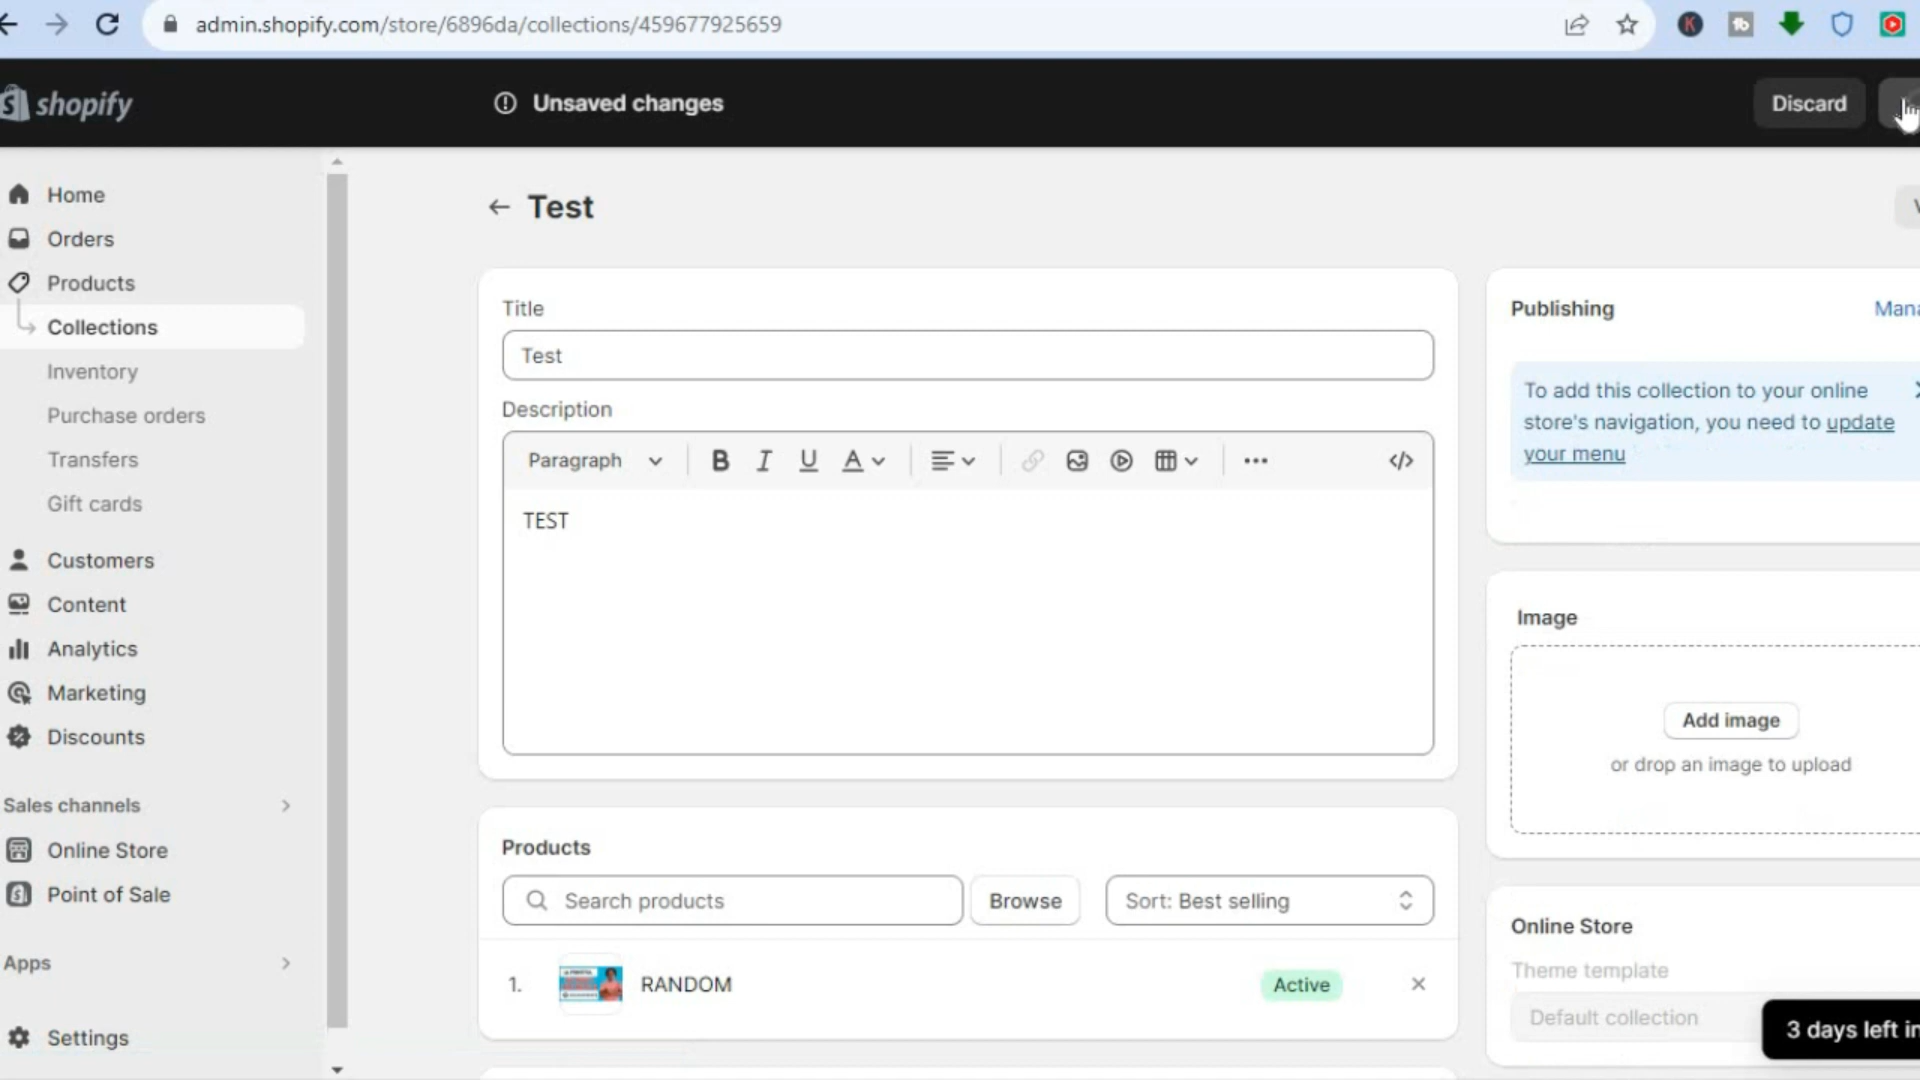 admin.shopify.com/store/6896da/collections/459677925659
shopify
Unsaved changes
Discard
Home
Orders
Products
Collections
Inventory
Purchase orders
Transfers
Gift cards
Customers
Content
Analytics
Marketing
Discounts
Sales channels
Online Store
Point of Sale
Apps
Settings
Test
Title
Test
Description
Paragraph
B I U A
TEST
Products
Search products
Browse
Sort: Best selling
1.
RANDOM
Active
Publishing
Mana
To add this collection to your online
store's navigation, you need to update
your menu
Image
Add image
or drop an image to upload
Online Store
Theme template
Default collection
3 days left in